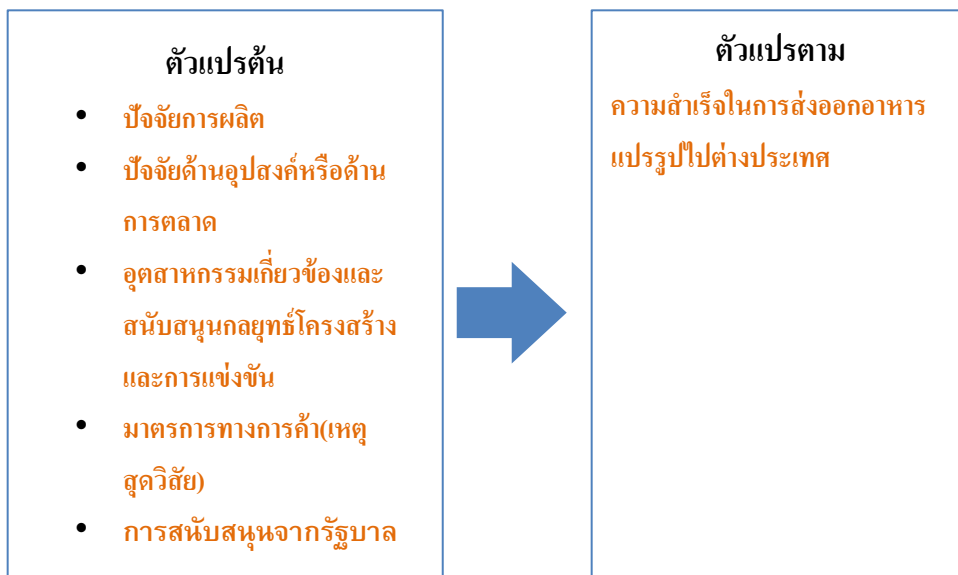 ตัวแปรต้น
• ปัจจัยการผลิต
• ปัจจัยด้านอุปสงค์หรือด้าน
การตลาด
• อุตสาหกรรมเกี่ยวข้องและ
สนับสนุนกลยุทธ์โครงสร้าง
และการแข่งขัน
• มาตรการทางการค้า(เหตุ
สุดวิสัย)
• การสนับสนุนจากรัฐบาล
ตัวแปรตาม
ความสำเร็จในการส่งออกอาหาร
แปรรูปไปต่างประเทศ